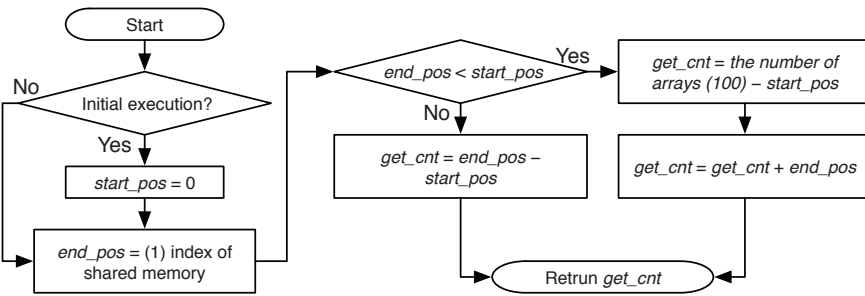 Start
No
Initial execution?
Yes
start_pos = 0
end_pos = (1) index of
shared memory
end_pos < start_pos
Yes
No
get_cnt = end_pos –
start_pos
get_cnt = the number of
arrays (100) – start_pos
get_cnt = get_cnt + end_pos
Retrun get_cnt